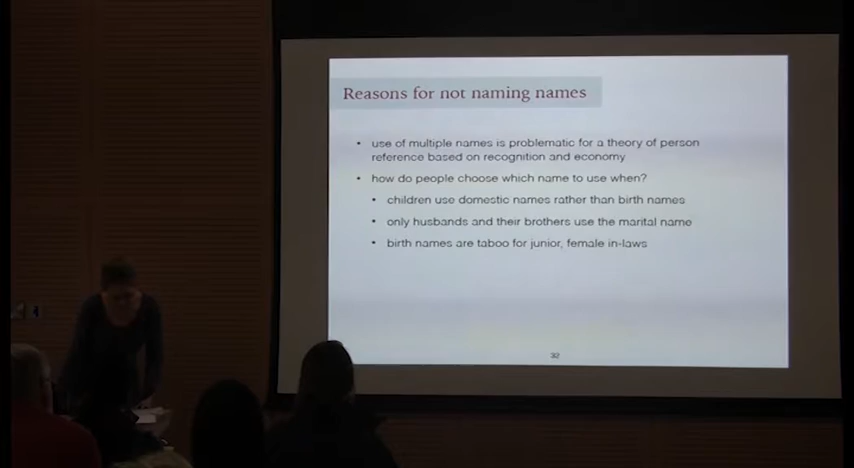 Reasons for not naming names
• use of multiple names is problematic for a theory of person
reference based on recognition and economy
• how do people choose which name to use when?
• children use domestic names rather than birth names
• only husbands and their brothers use the marital name
• birth names are taboo for junior, female in-laws
32